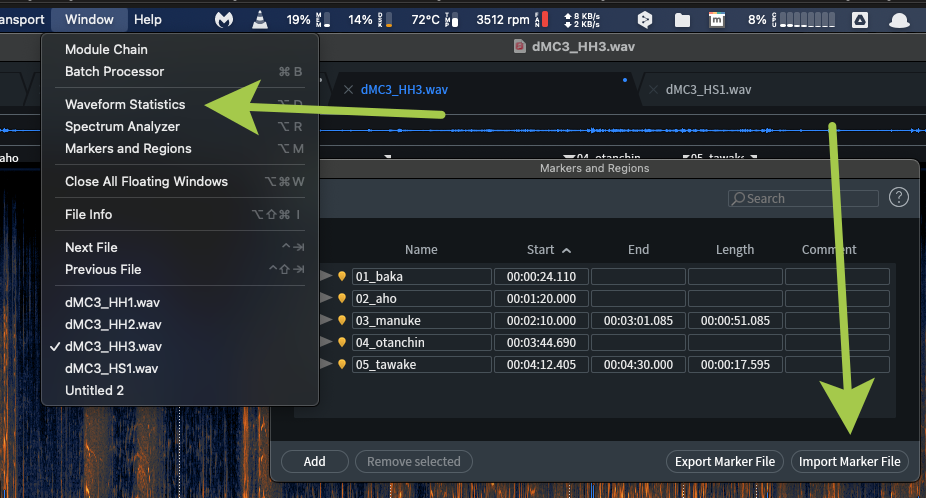 ansport Window Help 19% MEM 14% 72°C 3512 rpm FAN 8 KB/s 2 KB/s 8%
dMC3_HH3.wav
Module Chain
Batch Processor ⌘ B
dMC3_HH3.wav
dMC3_HS1.wav
Waveform Statistics ⌥ D
Spectrum Analyzer ⌥ R
Markers and Regions ⌥ M
aho
04_otanchin
05_tawake
Markers and Regions
Close All Floating Windows ⌥⌘W
Search ?
File Info ⌥⇧⌘ I
Next File ^⇥
Previous File ^⇧⇥
Name Start End Length Comment
01_baka 00:00:24.110
02_aho 00:01:20.000
03_manuke 00:02:10.000 00:03:01.085 00:00:51.085
04_otanchin 00:03:44.690
05_tawake 00:04:12.405 00:04:30.000 00:00:17.595
dMC3_HH1.wav
dMC3_HH2.wav
✓ dMC3_HH3.wav
dMC3_HS1.wav
Untitled 2
Add Remove selected Export Marker File Import Marker File